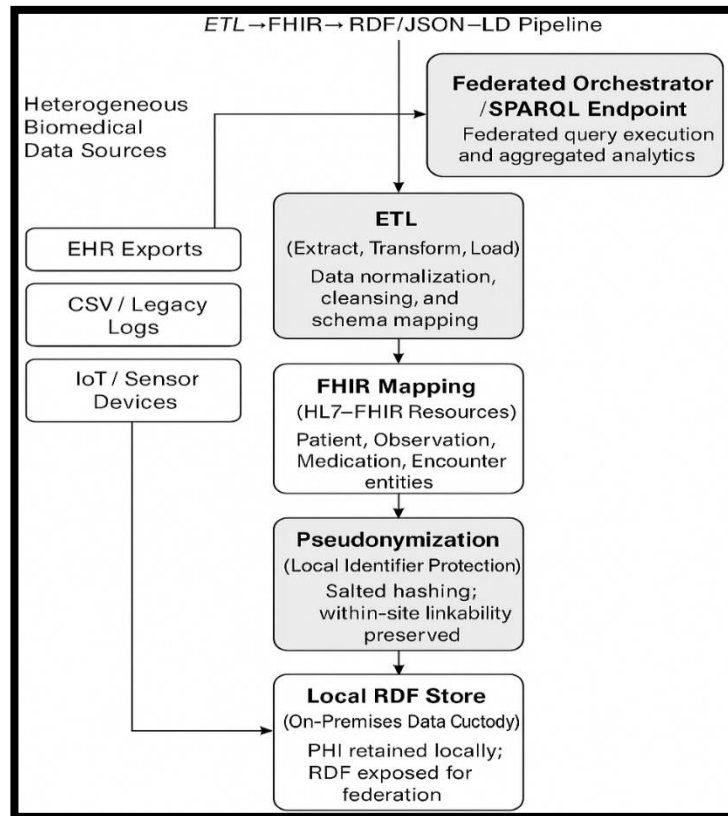 ETL→FHIR→RDF/JSON–LD Pipeline
Heterogeneous
Biomedical
Data Sources
Federated Orchestrator
/SPARQL Endpoint
Federated query execution
and aggregated analytics
EHR Exports
CSV / Legacy
Logs
IoT / Sensor
Devices
ETL
(Extract, Transform, Load)
Data normalization,
cleansing, and
schema mapping
FHIR Mapping
(HL7–FHIR Resources)
Patient, Observation,
Medication, Encounter
entities
Pseudonymization
(Local Identifier Protection)
Salted hashing;
within-site linkability
preserved
Local RDF Store
(On-Premises Data Custody)
PHI retained locally;
RDF exposed for
federation